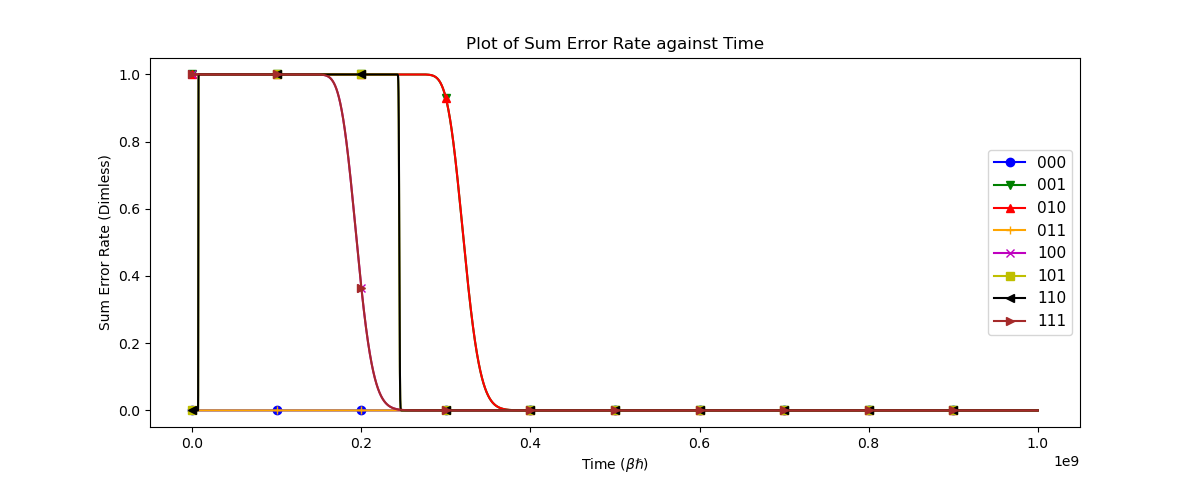 Plot of Sum Error Rate against Time
Sum Error Rate (Dimless)
1.0
0.8
0.6
0.4
0.2
0.0
000
001
010
011
100
101
110
111
0.0 0.2 0.4 0.6 0.8 1.0
1e9
Time (βℏ)